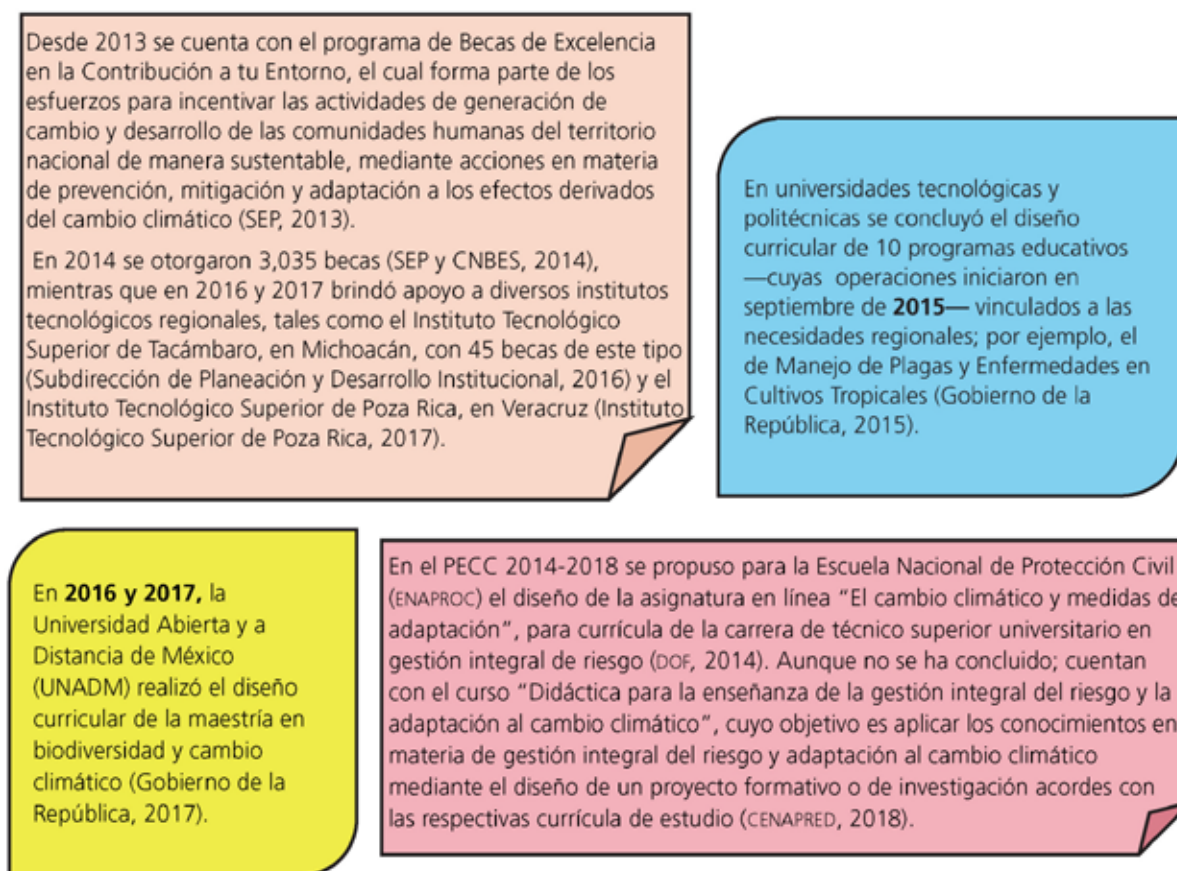 Desde 2013 se cuenta con el programa de Becas de Excelencia
en la Contribución a tu Entorno, el cual forma parte de los
esfuerzos para incentivar las actividades de generación de
cambio y desarrollo de las comunidades humanas del territorio
nacional de manera sustentable, mediante acciones en materia
de prevención, mitigación y adaptación a los efectos derivados
del cambio climático (SEP, 2013).
En 2014 se otorgaron 3,035 becas (SEP y CNBES, 2014),
mientras que en 2016 y 2017 brindó apoyo a diversos institutos
tecnológicos regionales, tales como el Instituto Tecnológico
Superior de Tacámbaro, en Michoacán, con 45 becas de este tipo
(Subdirección de Planeación y Desarrollo Institucional, 2016) y el
Instituto Tecnológico Superior de Poza Rica, en Veracruz (Instituto
Tecnológico Superior de Poza Rica, 2017).
En universidades tecnológicas y
politécnicas se concluyó el diseño
curricular de 10 programas educativos
—cuyas operaciones iniciaron en
septiembre de 2015— vinculados a las
necesidades regionales; por ejemplo, el
de Manejo de Plagas y Enfermedades en
Cultivos Tropicales (Gobierno de la
República, 2015).
En 2016 y 2017, la
Universidad Abierta y a
Distancia de México
(UNADM) realizó el diseño
curricular de la maestría en
biodiversidad y cambio
climático (Gobierno de la
República, 2017).
En el PECC 2014-2018 se propuso para la Escuela Nacional de Protección Civil
(ENAPROC) el diseño de la asignatura en línea “El cambio climático y medidas de
adaptación”, para currícula de la carrera de técnico superior universitario en
gestión integral de riesgo (DOF, 2014). Aunque no se ha concluido; cuentan
con el curso “Didáctica para la enseñanza de la gestión integral del riesgo y la
adaptación al cambio climático”, cuyo objetivo es aplicar los conocimientos en
materia de gestión integral del riesgo y adaptación al cambio climático
mediante el diseño de un proyecto formativo o de investigación acordes con
las respectivas currícula de estudio (CENAPRED, 2018).